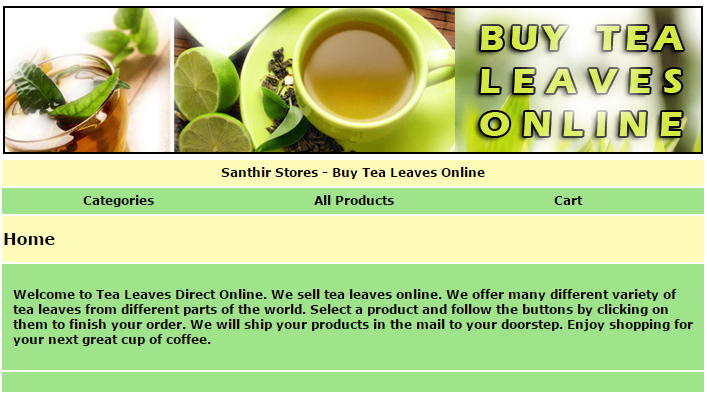 BUY TEA
LEAVES
ONLINE
Santhir Stores - Buy Tea Leaves Online
Categories All Products Cart
Home
Welcome to Tea Leaves Direct Online. We sell tea leaves online. We offer many different variety of
tea leaves from different parts of the world. Select a product and follow the buttons by clicking on
them to finish your order. We will ship your products in the mail to your doorstep. Enjoy shopping for
your next great cup of coffee.